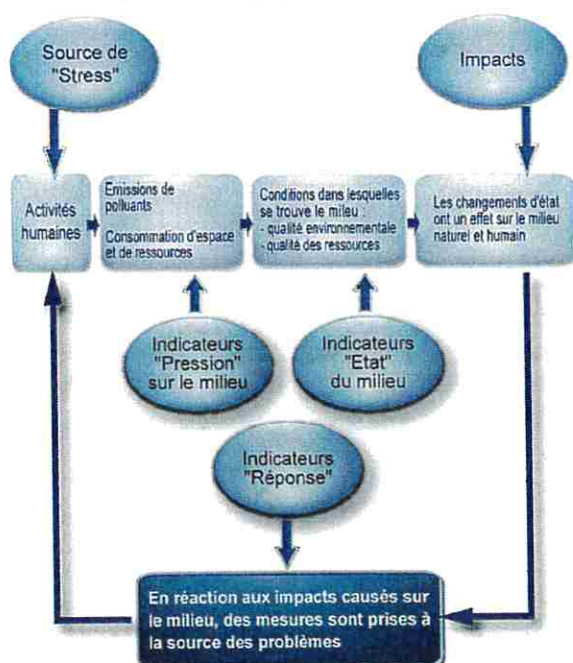 Source de
"Stress"
Impacts
Activités
humaines
Emissions de
polluants
Consommation d'espace
et de ressources
Conditions dans lesquelles
se trouve le milieu :
- qualité environnementale
- qualité des ressources
Les changements d'état
ont un effet sur le milieu
naturel et humain
Indicateurs
"Pression"
sur le milieu
Indicateurs
"Etat"
du milieu
Indicateurs
"Réponse"
En réaction aux impacts causés sur
le milieu, des mesures sont prises à
la source des problèmes